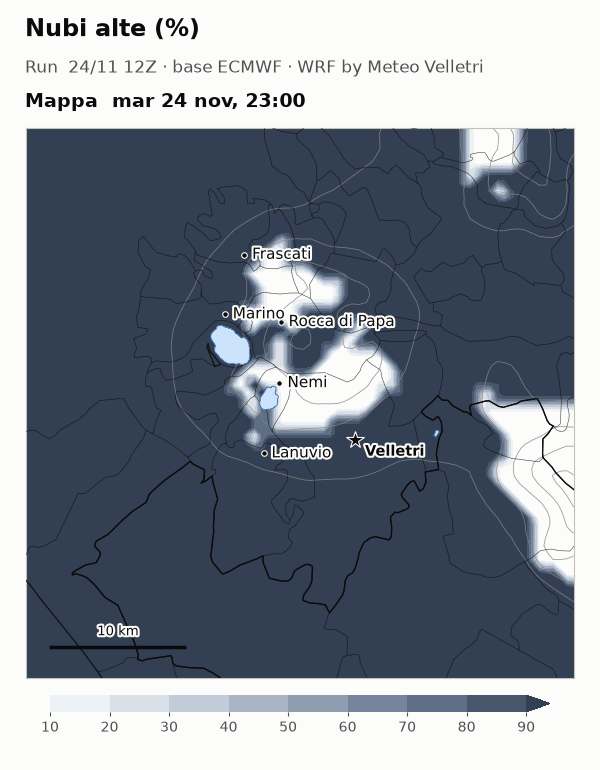 Nubi alte (%)
Run  24/11 12Z · base ECMWF · WRF by Meteo Velletri
Mappa  mar 24 nov, 23:00
Frascati
Marino
Rocca di Papa
Nemi
Velletri
Lanuvio
10 km
10 20 30 40 50 60 70 80 90